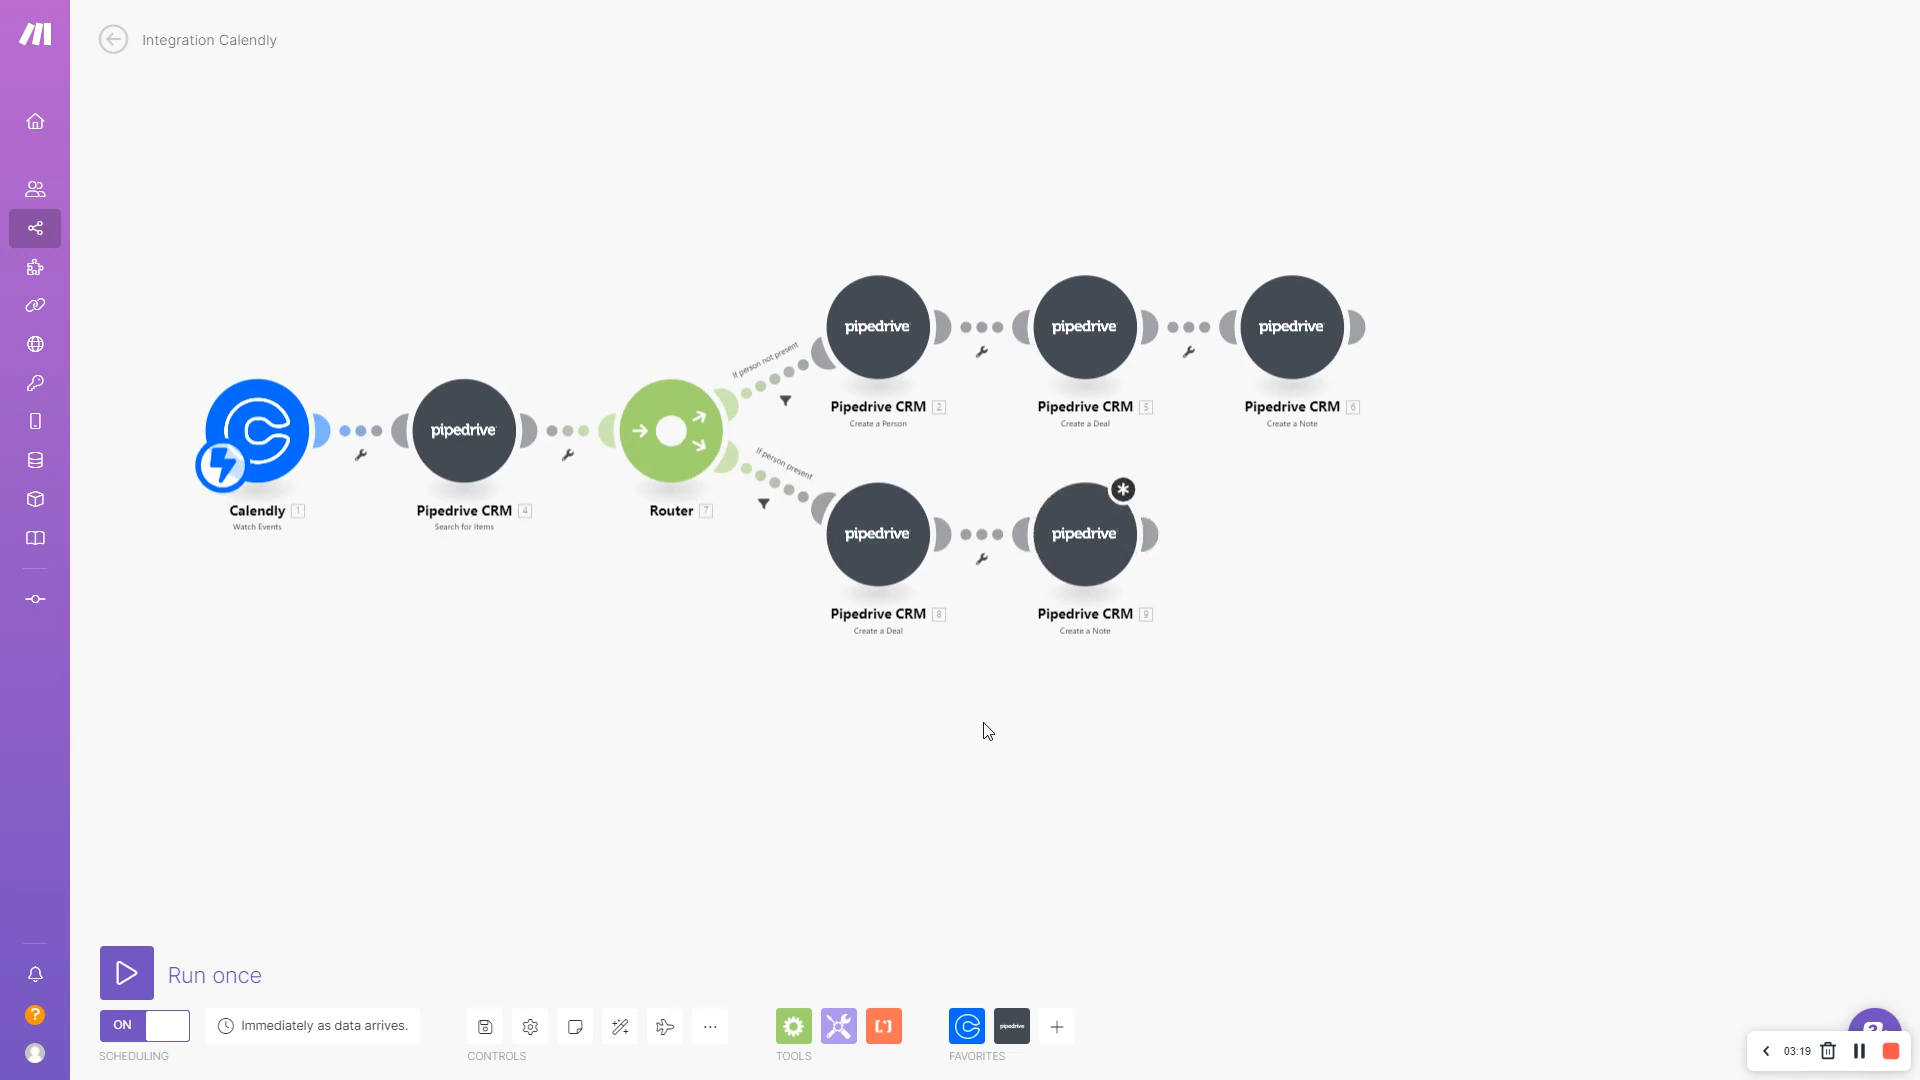 Integration Calendly
If person not present
pipedrive
pipedrive
pipedrive
Pipedrive CRM 2
Create a Person
Pipedrive CRM 5
Create a Deal
Pipedrive CRM 6
Create a Note
pipedrive
If person present
Calendly 1
Watch Events
Pipedrive CRM 4
Search for Items
Router 7
pipedrive
pipedrive
Pipedrive CRM 8
Create a Deal
Pipedrive CRM 9
Create a Note
Run once
ON
Immediately as data arrives.
pipedrive
SCHEDULING
CONTROLS
TOOLS
FAVORITES
03:19